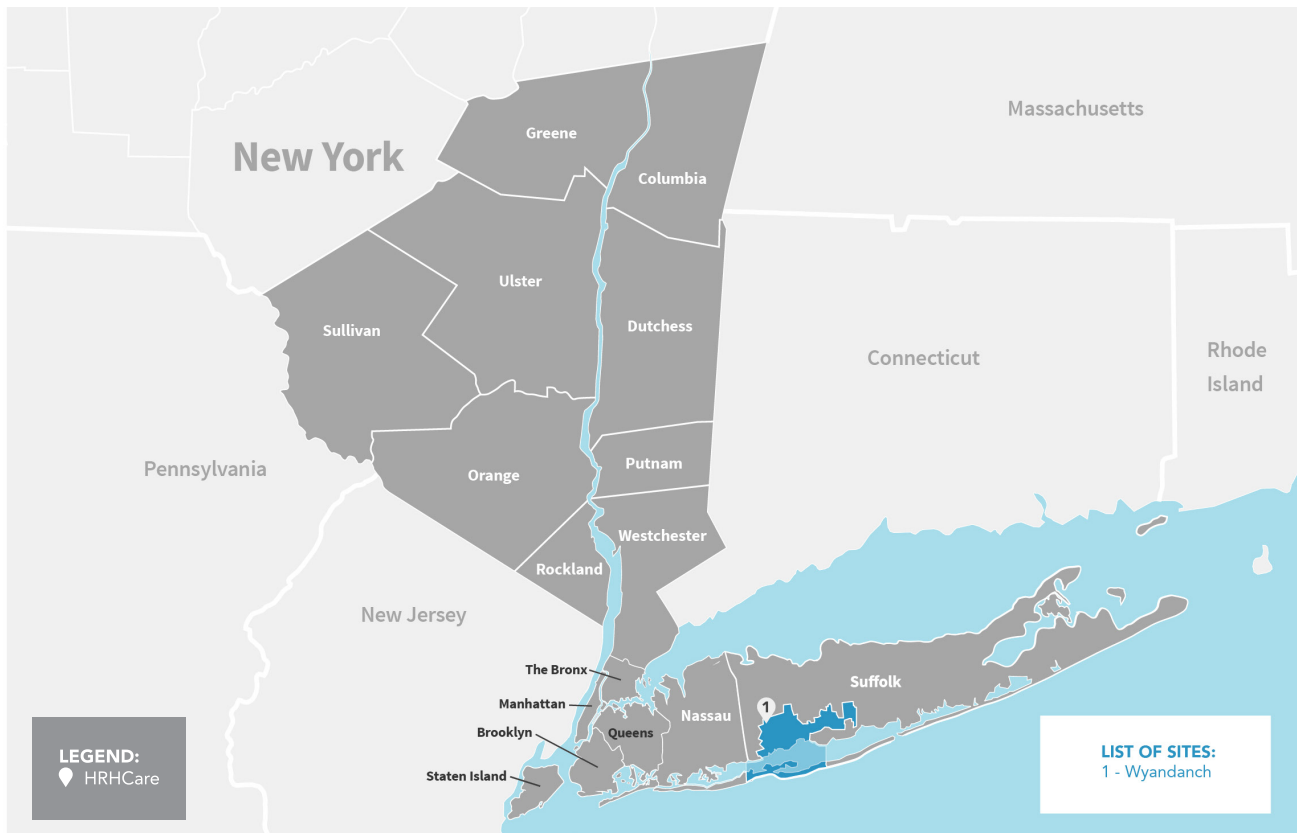 Massachusetts
Greene
New York
Columbia
Ulster
Sullivan
Dutchess
Rhode
Island
Connecticut
Putnam
Pennsylvania
Orange
Westchester
Rockland
New Jersey
The Bronx
Suffolk
Manhattan
1
Nassau
Brooklyn
Queens
Staten Island
LEGEND:
HRHCare
LIST OF SITES:
1 - Wyandanch